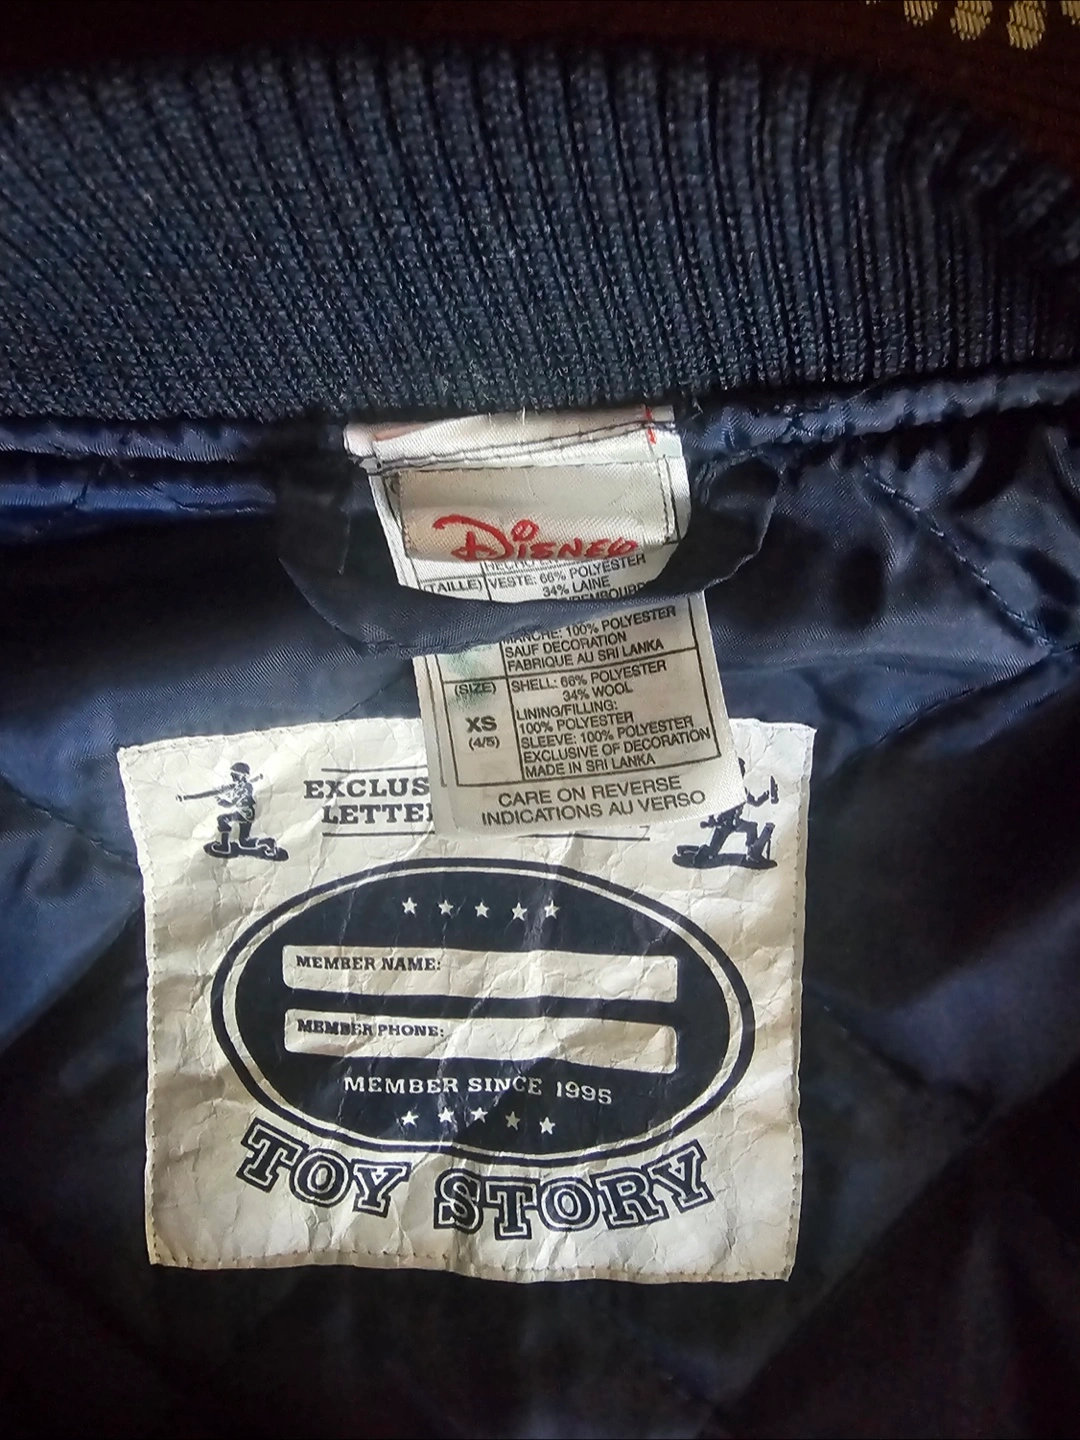 Disney
(TAILLE)
VESTE: 66% POLYESTER
34% LAINE
MANCHE: 100% POLYESTER
SAUF DECORATION
FABRIQUE AU SRI LANKA
(SIZE)
XS
(4/5)
SHELL: 66% POLYESTER
34% WOOL
LINING/FILLING:
100% POLYESTER
SLEEVE: 100% POLYESTER
EXCLUSIVE OF DECORATION
MADE IN SRI LANKA
CARE ON REVERSE
INDICATIONS AU VERSO
EXCLUS
LETTE
MEMBER NAME:
MEMBER PHONE:
MEMBER SINCE 1995
TOY STORY